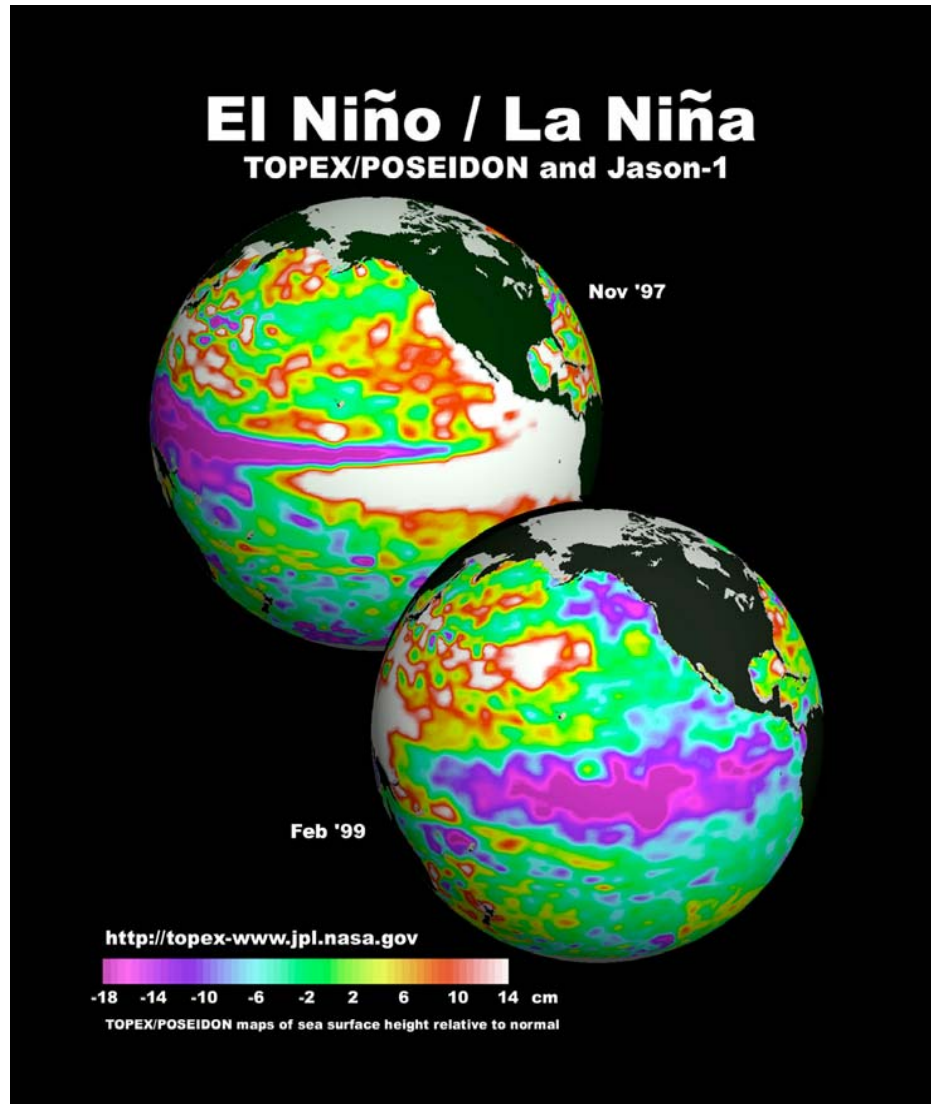 El Niño / La Niña
TOPEX/POSEIDON and Jason-1
Nov '97
Feb '99
http://topex-www.jpl.nasa.gov
-18 -14 -10 -6 -2 2 6 10 14 cm
TOPEX/POSEIDON maps of sea surface height relative to normal